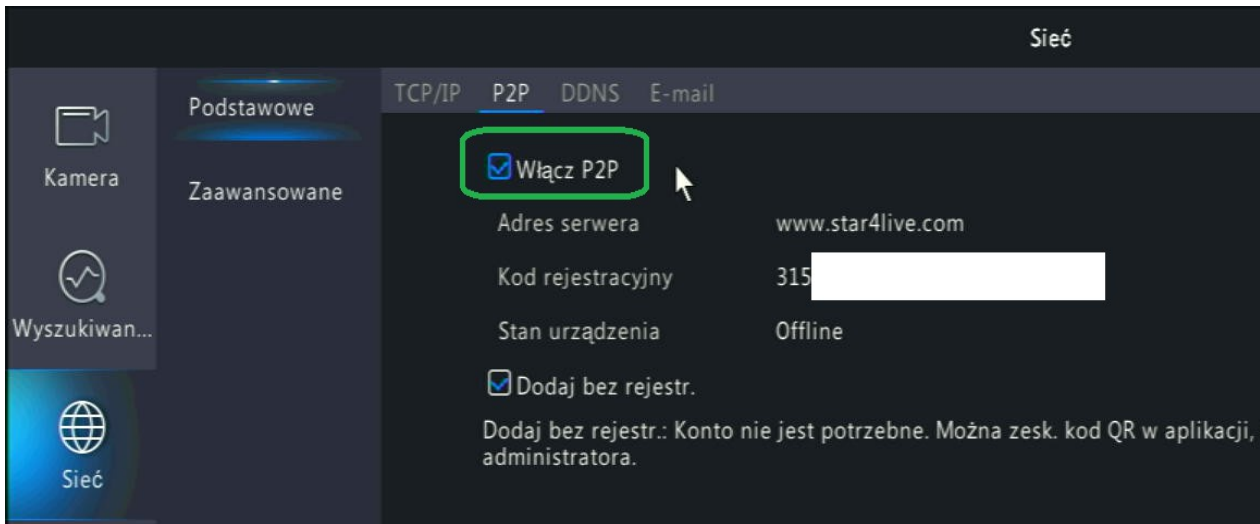 Sieć
Kamera
Wyszukiwan...
Sieć
Podstawowe
Zaawansowane
TCP/IP P2P DDNS E-mail
Włącz P2P
Adres serwera www.star4live.com
Kod rejestracyjny 315
Stan urządzenia Offline
Dodaj bez rejestr.
Dodaj bez rejestr.: Konto nie jest potrzebne. Można zesk. kod QR w aplikacji,
administratora.